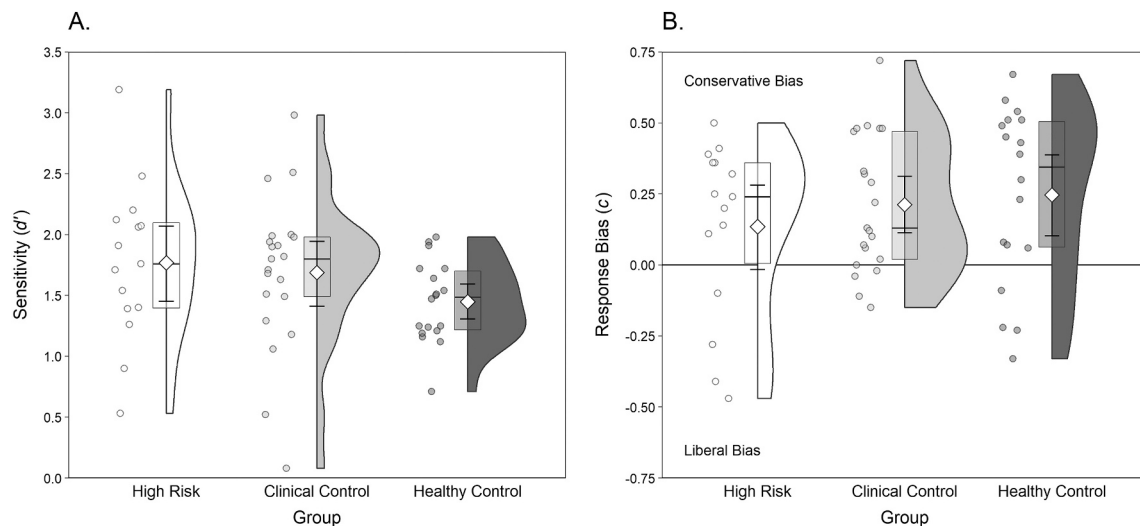 A.
3.5
3.0
2.5
2.0
1.5
1.0
0.5
0.0
Sensitivity (d′)
High Risk
Clinical Control
Healthy Control
Group
B.
0.75
0.50
0.25
0.00
-0.25
-0.50
-0.75
Response Bias (c)
Conservative Bias
Liberal Bias
High Risk
Clinical Control
Healthy Control
Group